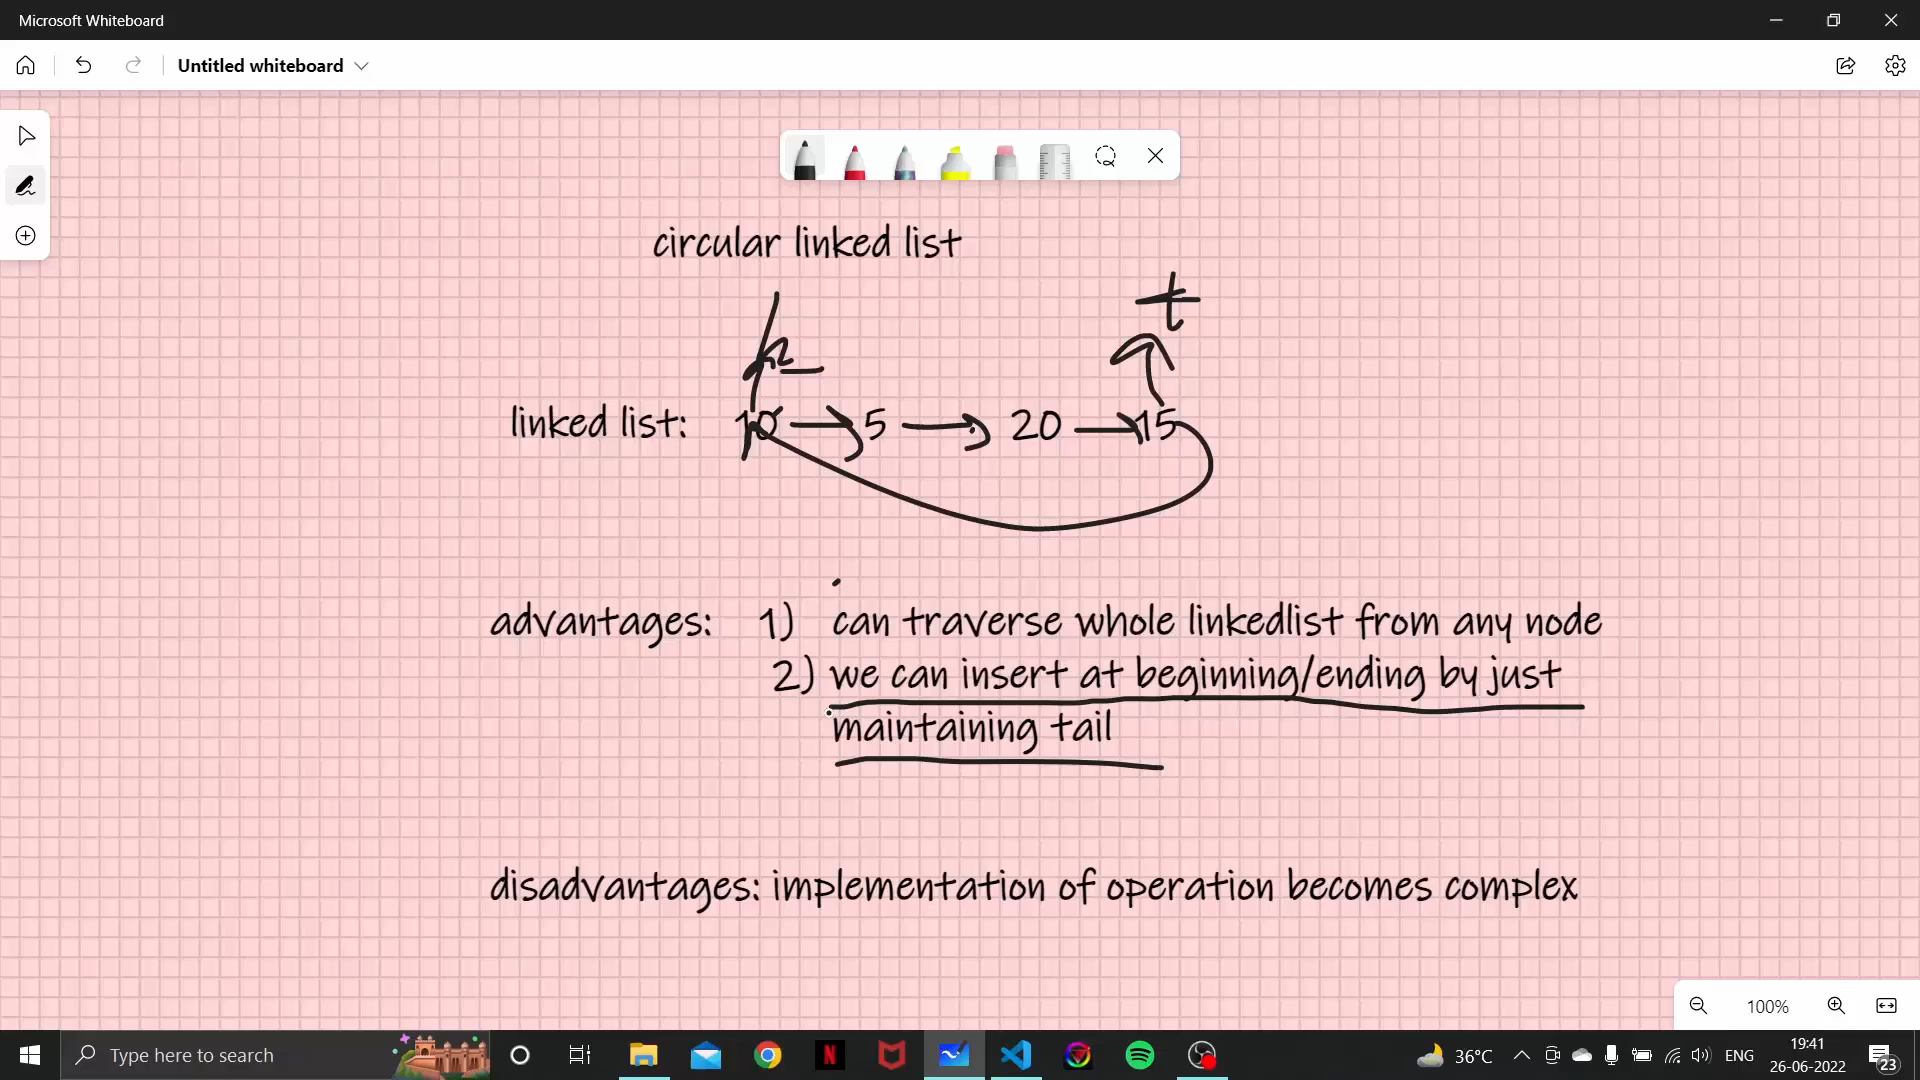 Microsoft Whiteboard
Untitled whiteboard
circular linked list
h
t
linked list: 10 5 20 15
advantages: 1) can traverse whole linkedlist from any node
2) we can insert at beginning/ending by just
maintaining tail
disadvantages: implementation of operation becomes complex
100%
Type here to search
N
36°C
ENG
19:41
26-06-2022
23